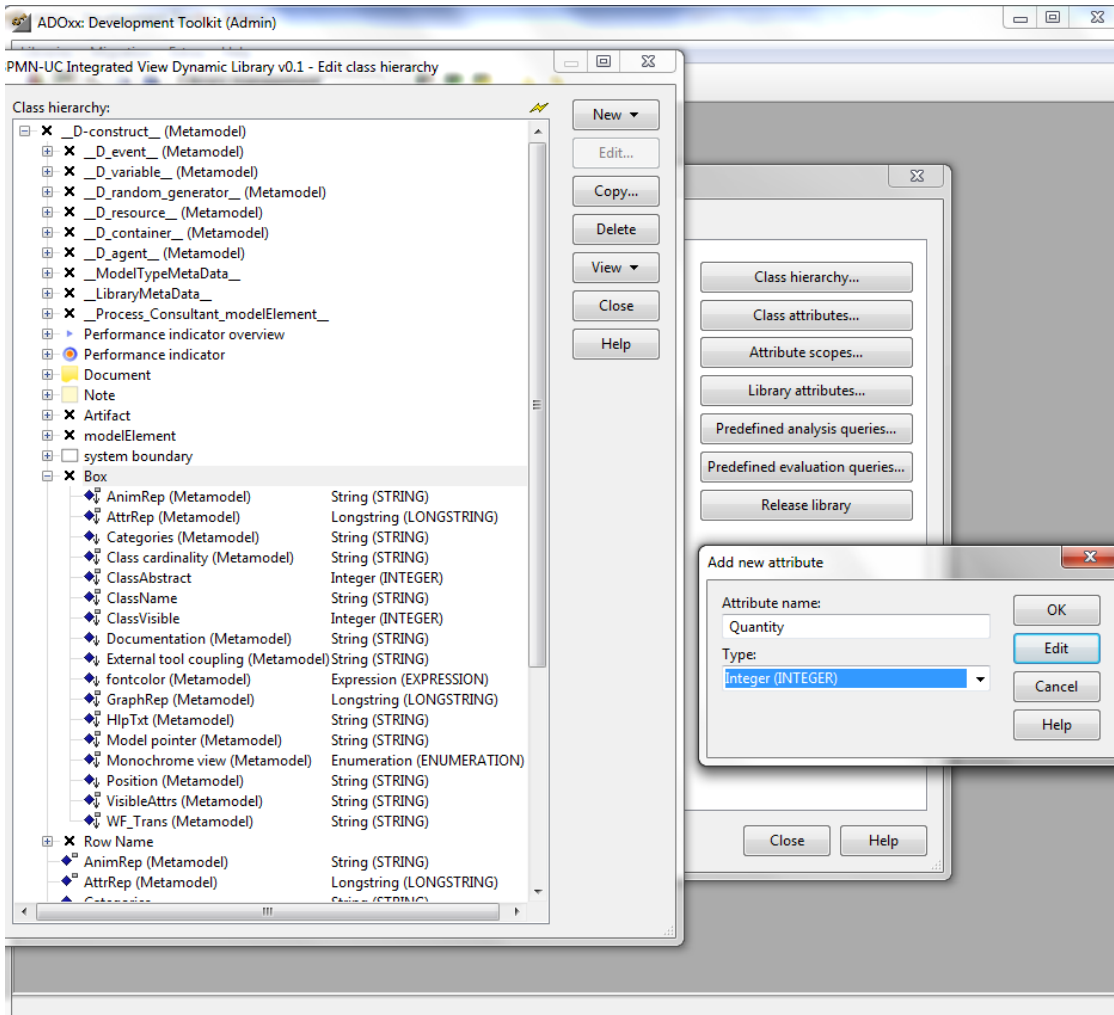 ADOxx: Development Toolkit (Admin)
PMN-UC Integrated View Dynamic Library v0.1 - Edit class hierarchy
Class hierarchy:
__D-construct__ (Metamodel)
__D_event__ (Metamodel)
__D_variable__ (Metamodel)
__D_random_generator__ (Metamodel)
__D_resource__ (Metamodel)
__D_container__ (Metamodel)
__D_agent__ (Metamodel)
__ModelTypeMetaData__
__LibraryMetaData__
__Process_Consultant_modelElement__
Performance indicator overview
Performance indicator
Document
Note
Artifact
modelElement
system boundary
Box
AnimRep (Metamodel) String (STRING)
AttrRep (Metamodel) Longstring (LONGSTRING)
Categories (Metamodel) String (STRING)
Class cardinality (Metamodel) String (STRING)
ClassAbstract Integer (INTEGER)
ClassName String (STRING)
ClassVisible Integer (INTEGER)
Documentation (Metamodel) String (STRING)
External tool coupling (Metamodel) String (STRING)
fontcolor (Metamodel) Expression (EXPRESSION)
GraphRep (Metamodel) Longstring (LONGSTRING)
HlpTxt (Metamodel) String (STRING)
Model pointer (Metamodel) String (STRING)
Monochrome view (Metamodel) Enumeration (ENUMERATION)
Position (Metamodel) String (STRING)
VisibleAttrs (Metamodel) String (STRING)
WF_Trans (Metamodel) String (STRING)
Row Name
AnimRep (Metamodel) String (STRING)
AttrRep (Metamodel) Longstring (LONGSTRING)
New
Edit...
Copy...
Delete
View
Close
Help
Class hierarchy...
Class attributes...
Attribute scopes...
Library attributes...
Predefined analysis queries...
Predefined evaluation queries...
Release library
Add new attribute
Attribute name:
Quantity
Type:
Integer (INTEGER)
OK
Edit
Cancel
Help
Close
Help